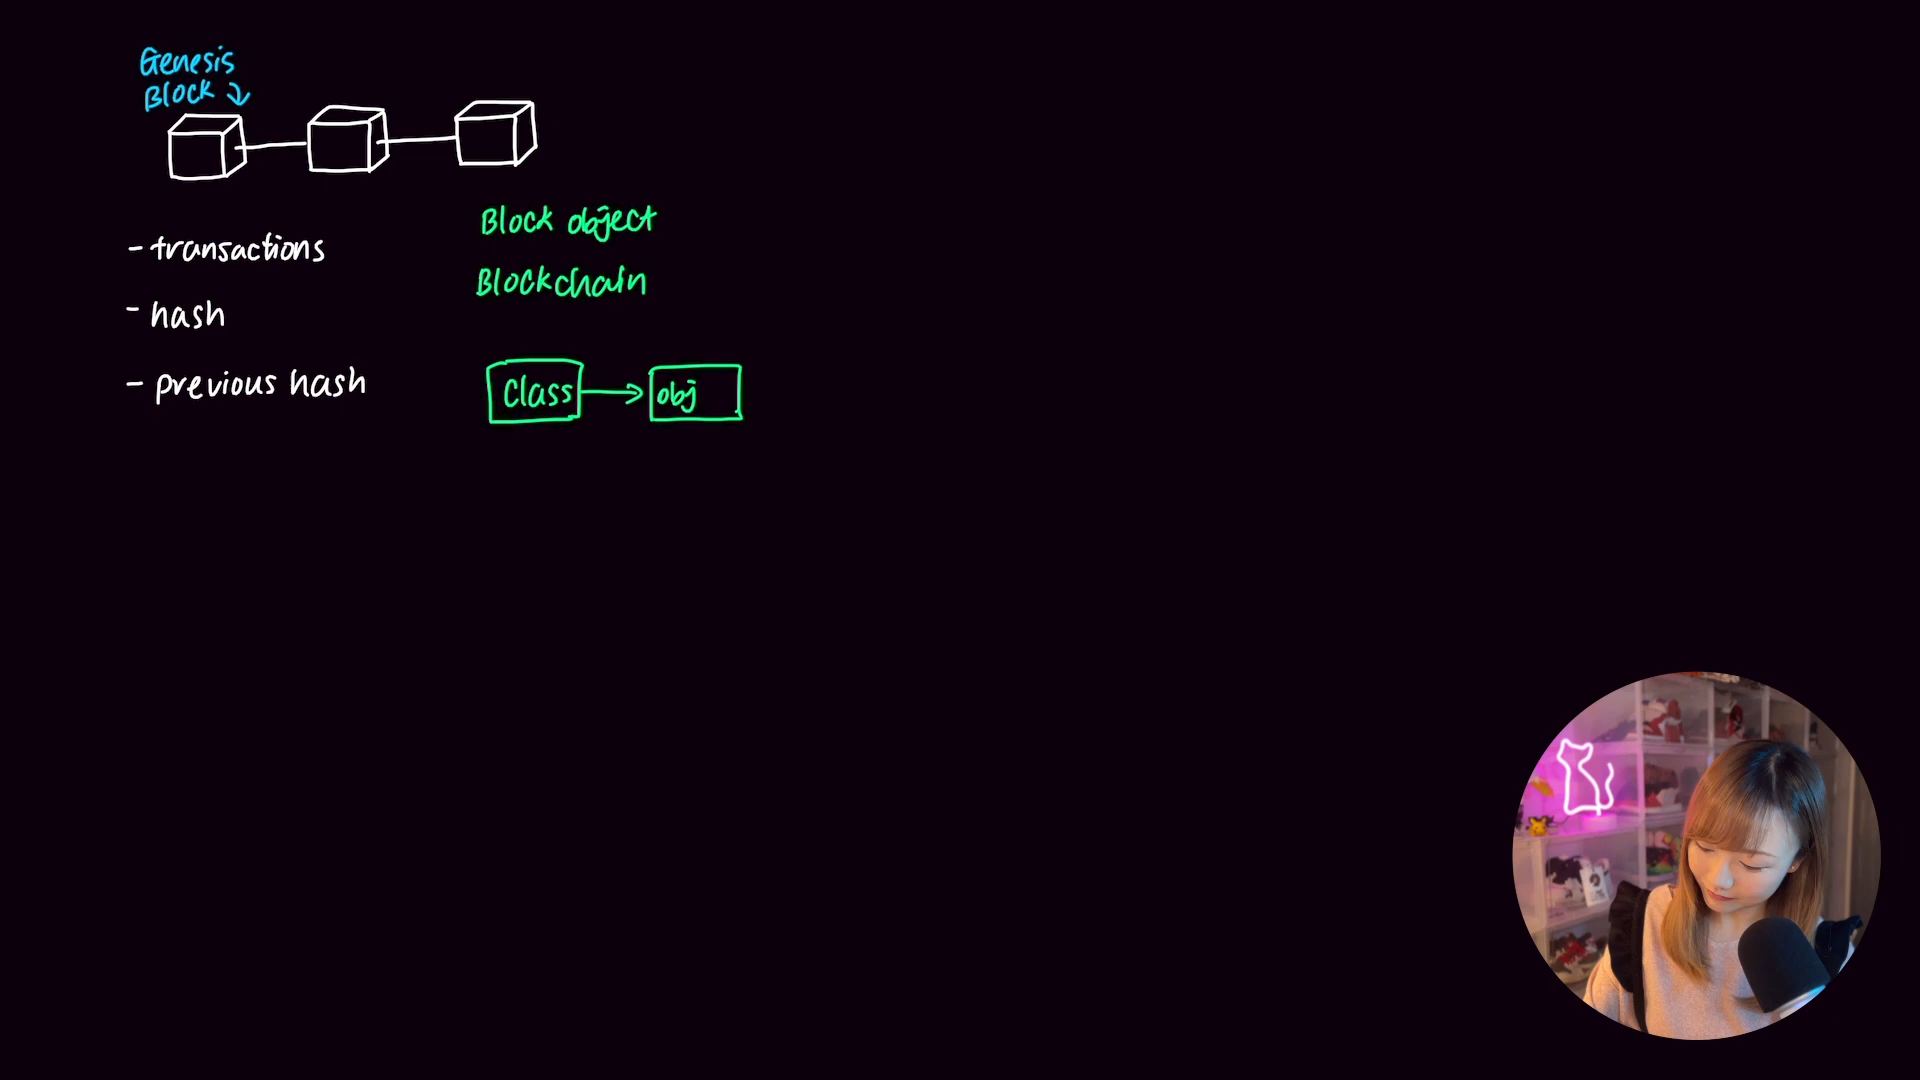 Genesis
Block
- transactions
- hash
- previous hash
Block object
Blockchain
Class
obj